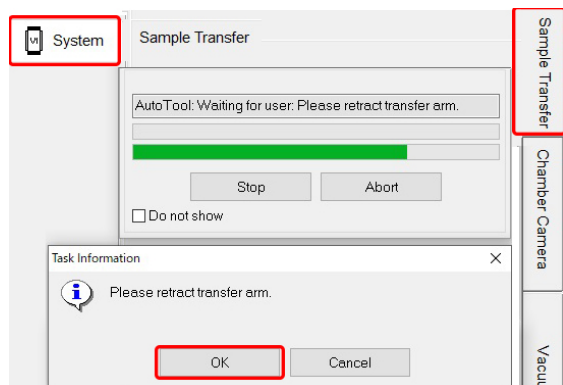 System
Sample Transfer
Sample Transfer
AutoTool: Waiting for user: Please retract transfer arm.
Stop
Abort
Do not show
Chamber Camera
Task Information
Please retract transfer arm.
OK
Cancel